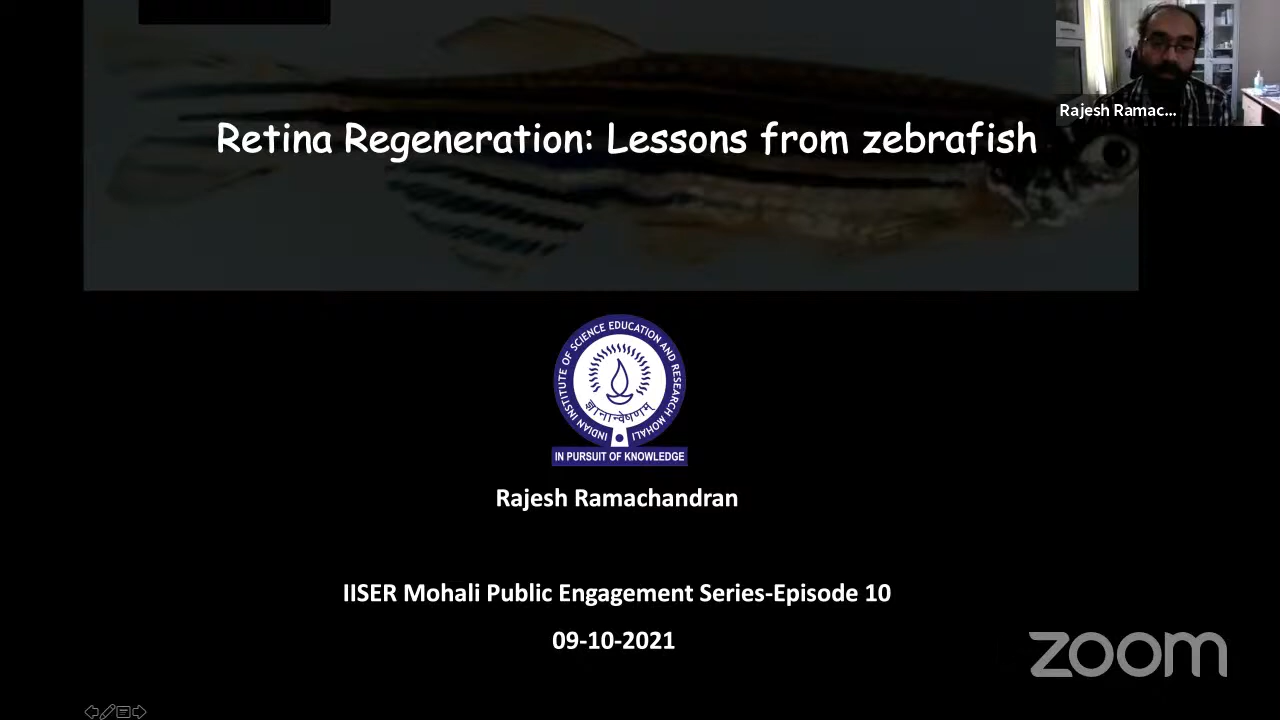 Rajesh Ramac...
Retina Regeneration: Lessons from zebrafish
INDIAN INSTITUTE OF SCIENCE EDUCATION AND RESEARCH MOHALI
ज्ञानान्वेषणम्
IN PURSUIT OF KNOWLEDGE
Rajesh Ramachandran
IISER Mohali Public Engagement Series-Episode 10
09-10-2021
zoom